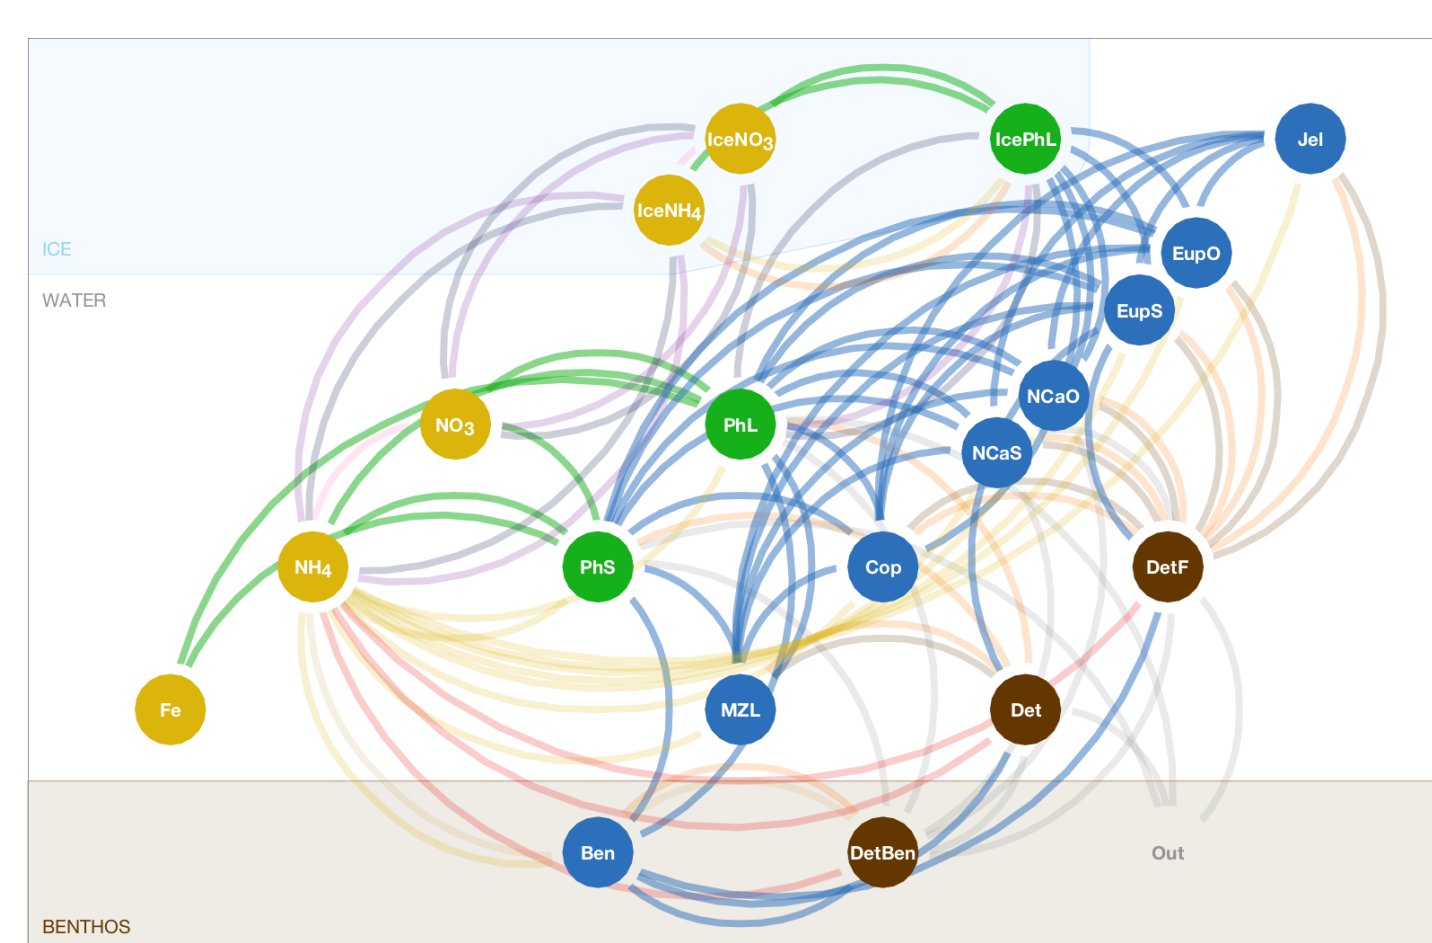 IceNO3
IcePhL
Jel
IceNH4
ICE
EupO
WATER
EupS
NCaO
NO3
PhL
NCaS
NH4
PhS
Cop
DetF
Fe
MZL
Det
Ben
DetBen
Out
BENTHOS